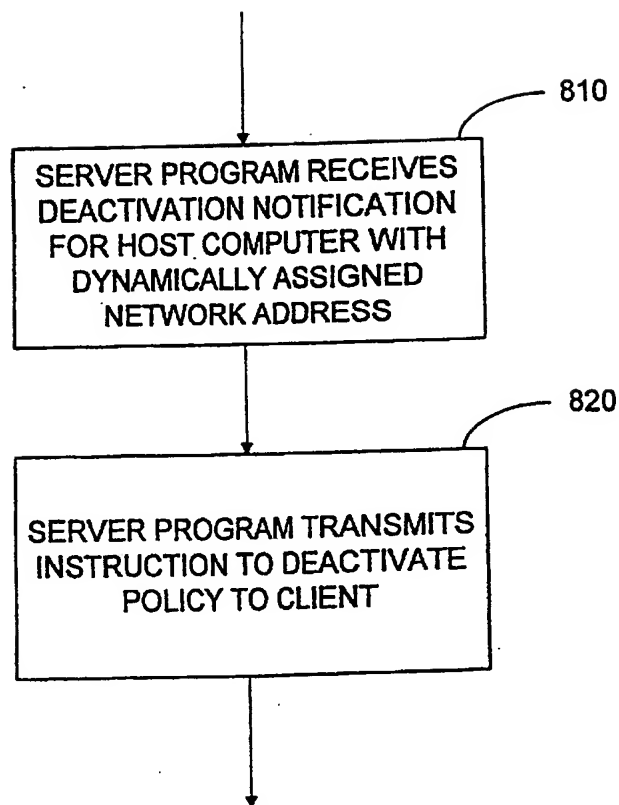 810
SERVER PROGRAM RECEIVES
DEACTIVATION NOTIFICATION
FOR HOST COMPUTER WITH
DYNAMICALLY ASSIGNED
NETWORK ADDRESS
820
SERVER PROGRAM TRANSMITS
INSTRUCTION TO DEACTIVATE
POLICY TO CLIENT